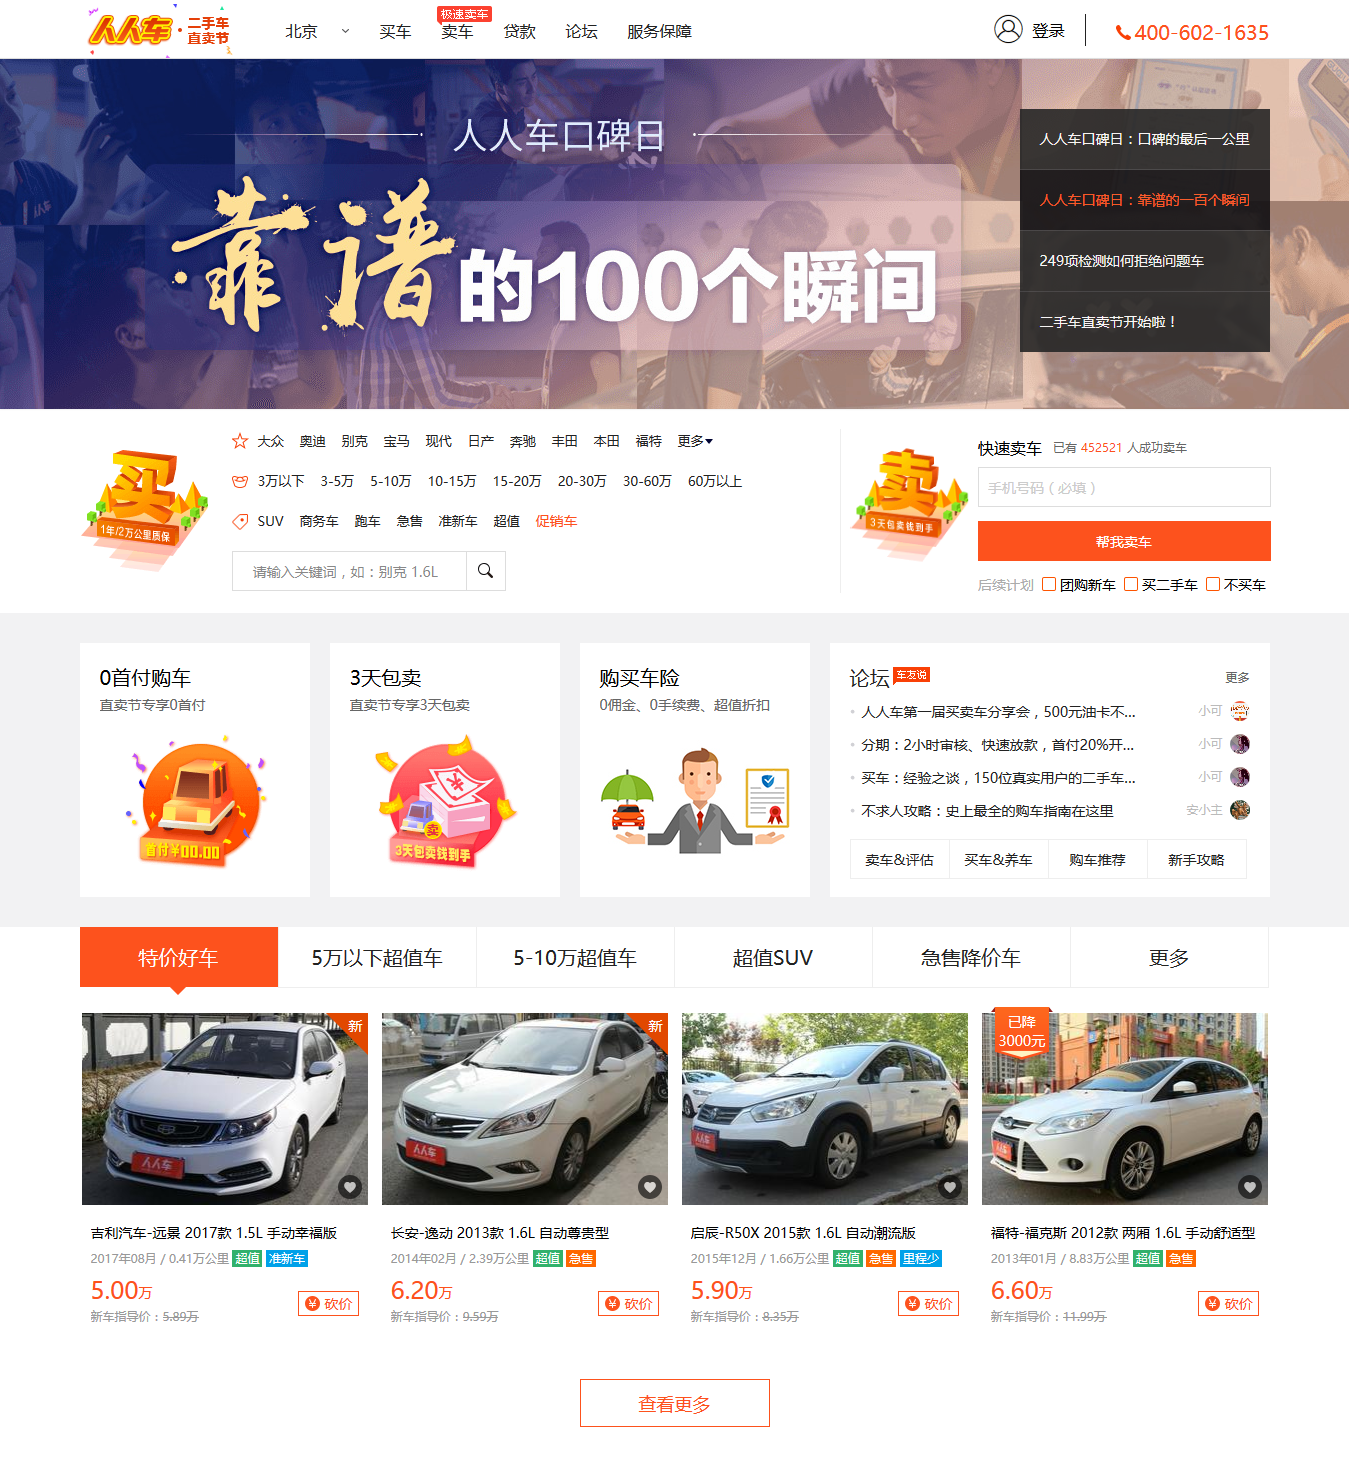 人人车·二手车直卖节
北京 买车 卖车 极速卖车 贷款 论坛 服务保障 登录 400-602-1635
人人车口碑日
靠谱的100个瞬间
人人车口碑日：口碑的最后一公里
人人车口碑日：靠谱的一百个瞬间
249项检测如何拒绝问题车
二手车直卖节开始啦！
买
1年/2万公里质保
大众 奥迪 别克 宝马 现代 日产 奔驰 丰田 本田 福特 更多
3万以下 3-5万 5-10万 10-15万 15-20万 20-30万 30-60万 60万以上
SUV 商务车 跑车 急售 准新车 超值 促销车
请输入关键词，如：别克 1.6L
卖
3天包卖钱到手
快速卖车 已有 452521 人成功卖车
手机号码（必填）
帮我卖车
后续计划 团购新车 买二手车 不买车
0首付购车
直卖节专享0首付
首付¥00.00
3天包卖
直卖节专享3天包卖
卖
3天包卖钱到手
购买车险
0佣金、0手续费、超值折扣
论坛 车友说 更多
人人车第一届买卖车分享会，500元油卡不... 小可
分期：2小时审核、快速放款，首付20%开... 小可
买车：经验之谈，150位真实用户的二手车... 小可
不求人攻略：史上最全的购车指南在这里 安小主
卖车&评估 买车&养车 购车推荐 新手攻略
特价好车 5万以下超值车 5-10万超值车 超值SUV 急售降价车 更多
新
人人车
吉利汽车-远景 2017款 1.5L 手动幸福版
2017年08月 / 0.41万公里 超值 准新车
5.00万
新车指导价：5.89万 砍价
新
人人车
长安-逸动 2013款 1.6L 自动尊贵型
2014年02月 / 2.39万公里 超值 急售
6.20万
新车指导价：9.59万 砍价
人人车
启辰-R50X 2015款 1.6L 自动潮流版
2015年12月 / 1.66万公里 超值 急售 里程少
5.90万
新车指导价：8.35万 砍价
已降
3000元
人人车
福特-福克斯 2012款 两厢 1.6L 手动舒适型
2013年01月 / 8.83万公里 超值 急售
6.60万
新车指导价：11.99万 砍价
查看更多